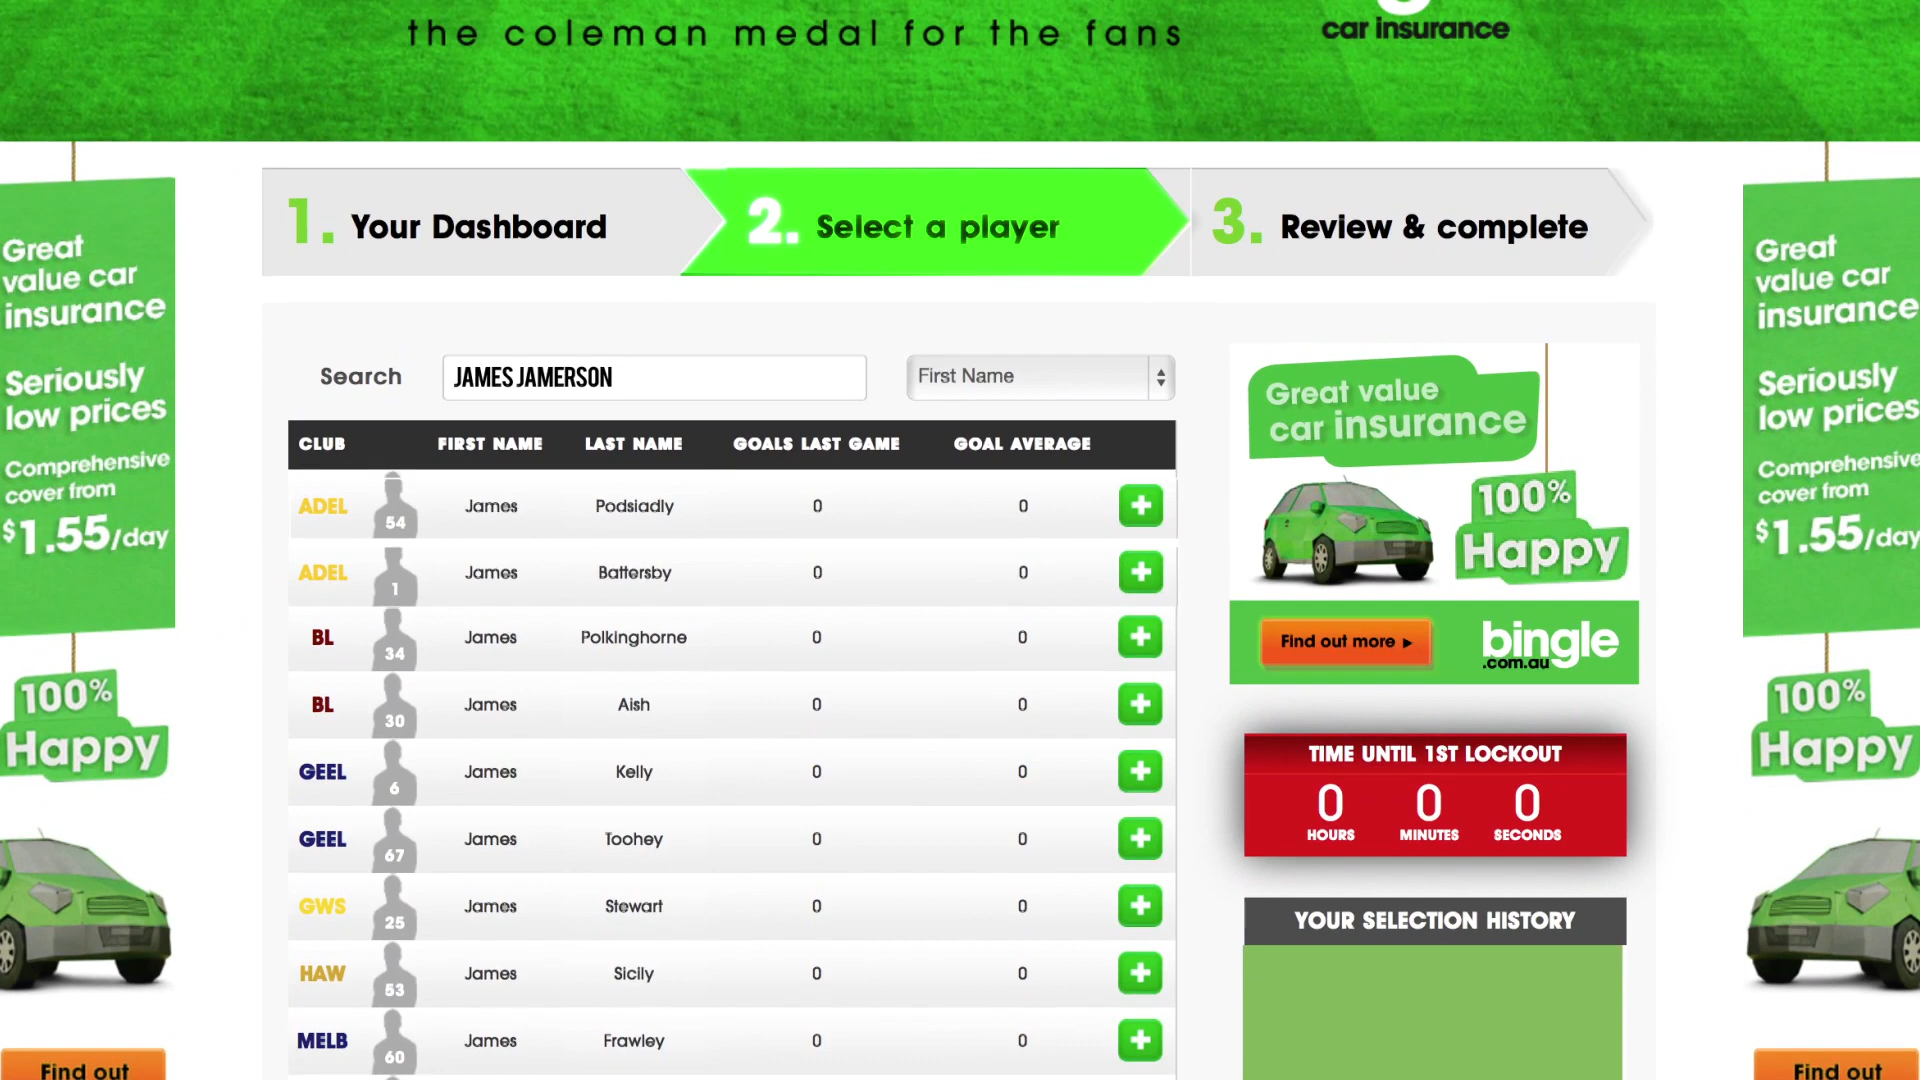 the coleman medal for the fans
car insurance
1. Your Dashboard
2. Select a player
3. Review & complete
Great
value car
insurance
Seriously
low prices
Comprehensive
cover from
$1.55/day
100%
Happy
Find out
Search
JAMES JAMERSON
First Name
CLUB FIRST NAME LAST NAME GOALS LAST GAME GOAL AVERAGE
ADEL 54 James Podsiadly 0 0
ADEL 1 James Battersby 0 0
BL 34 James Polkinghorne 0 0
BL 30 James Aish 0 0
GEEL 6 James Kelly 0 0
GEEL 67 James Toohey 0 0
GWS 25 James Stewart 0 0
HAW 53 James Sicily 0 0
MELB 60 James Frawley 0 0
Great value
car insurance
100%
Happy
Find out more
bingle
.com.au
TIME UNTIL 1ST LOCKOUT
0 0 0
HOURS MINUTES SECONDS
YOUR SELECTION HISTORY
Great
value car
insurance
Seriously
low prices
Comprehensive
cover from
$1.55/day
100%
Happy
Find out